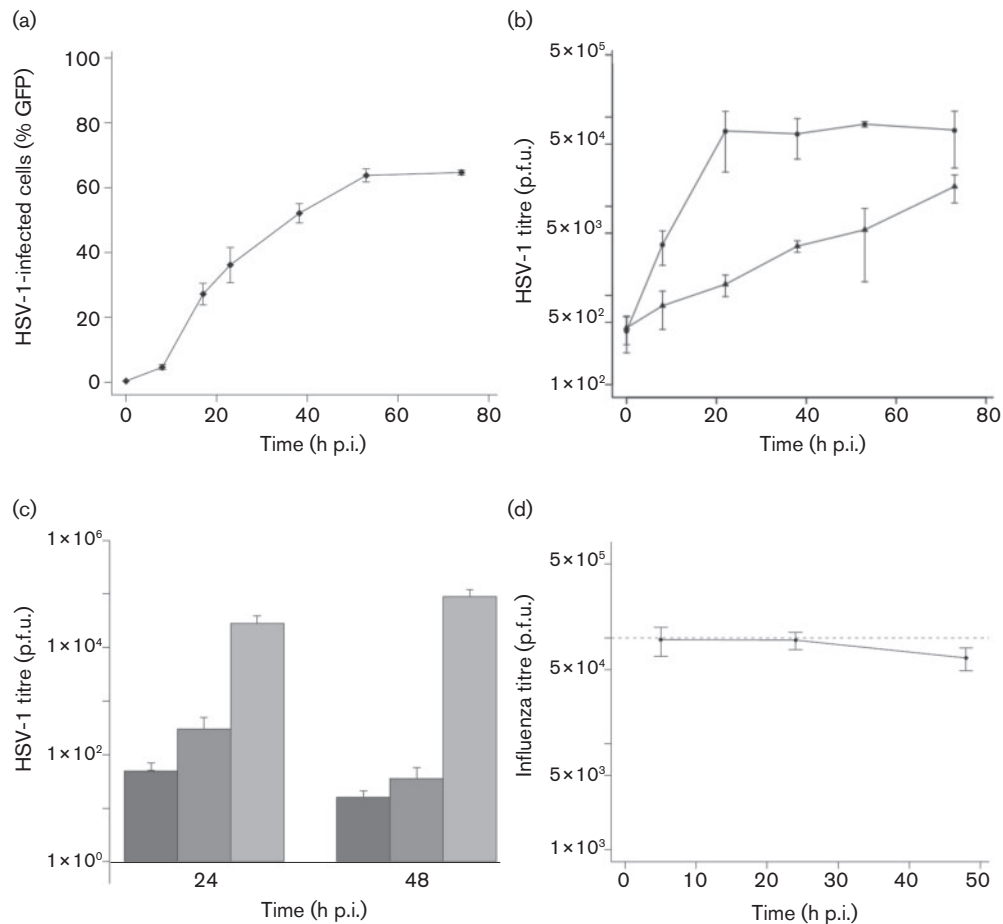 (a)
HSV-1-infected cells (% GFP)
100
80
60
40
20
0
0 20 40 60 80
Time (h p.i.)
(b)
HSV-1 titre (p.f.u.)
5×10⁵
5×10⁴
5×10³
5×10²
1×10²
0 20 40 60 80
Time (h p.i.)
(c)
HSV-1 titre (p.f.u.)
1×10⁶
1×10⁴
1×10²
1×10⁰
24 48
Time (h p.i.)
(d)
Influenza titre (p.f.u.)
5×10⁵
5×10⁴
5×10³
1×10³
0 10 20 30 40 50
Time (h p.i.)